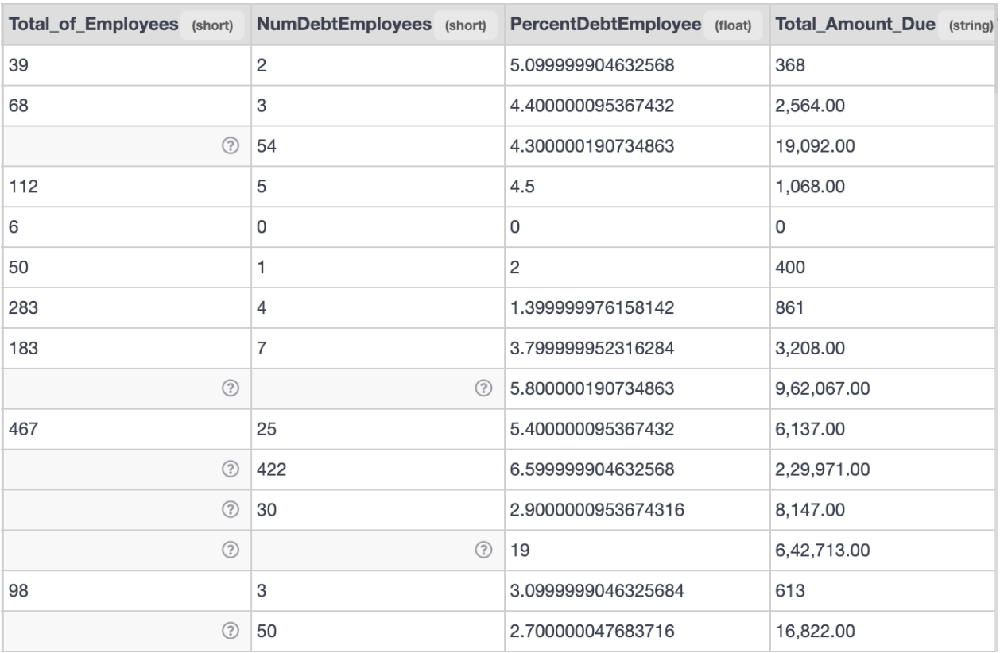 Total_of_Employees (short) NumDebtEmployees (short) PercentDebtEmployee (float) Total_Amount_Due (string)
39 2 5.099999904632568 368
68 3 4.400000095367432 2,564.00
? 54 4.300000190734863 19,092.00
112 5 4.5 1,068.00
6 0 0 0
50 1 2 400
283 4 1.399999976158142 861
183 7 3.799999952316284 3,208.00
? ? 5.800000190734863 9,62,067.00
467 25 5.400000095367432 6,137.00
? 422 6.599999904632568 2,29,971.00
? 30 2.9000000953674316 8,147.00
? ? 19 6,42,713.00
98 3 3.0999999046325684 613
? 50 2.700000047683716 16,822.00